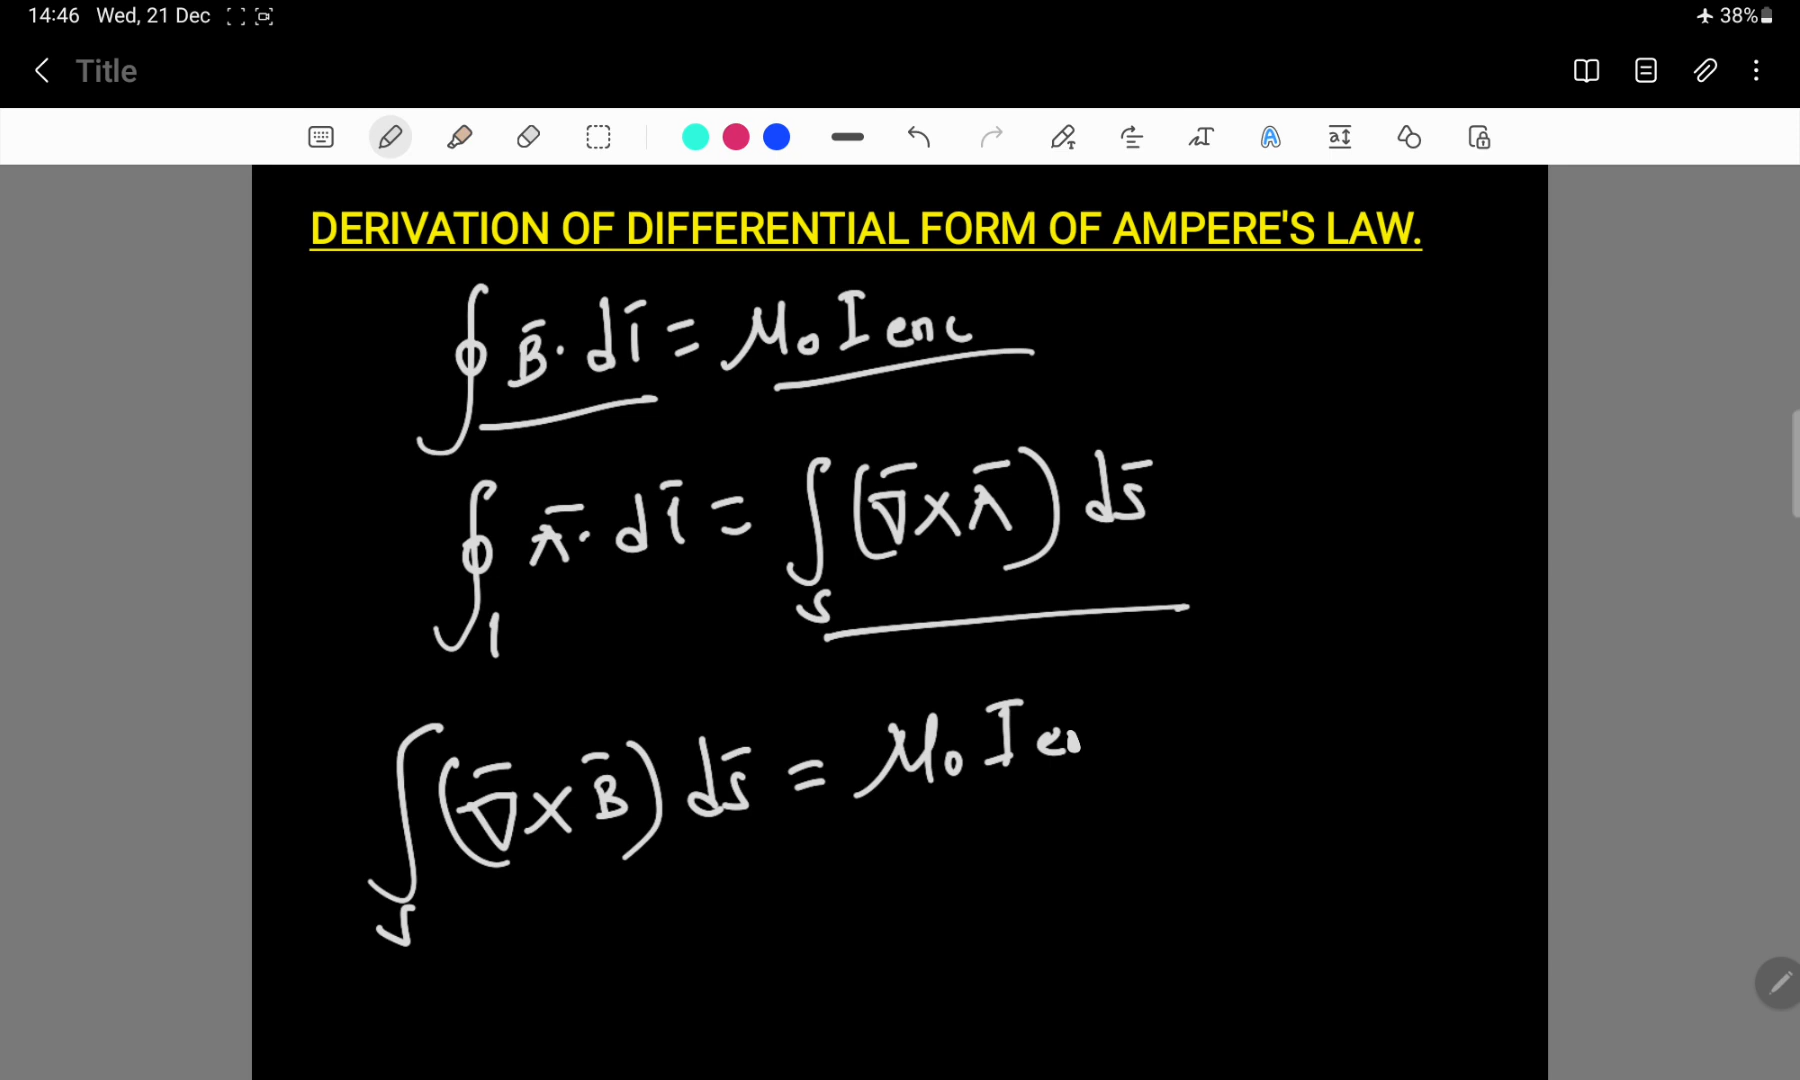 14:46 Wed, 21 Dec 38%
Title
DERIVATION OF DIFFERENTIAL FORM OF AMPERE'S LAW.
∮ B̄ · dl̄ = μ₀ I enc
∮ₗ Ā · dl̄ = ∫ₛ (∇̄ × Ā) ds̄
∫ₛ (∇̄ × B̄) ds̄ = μ₀ I en